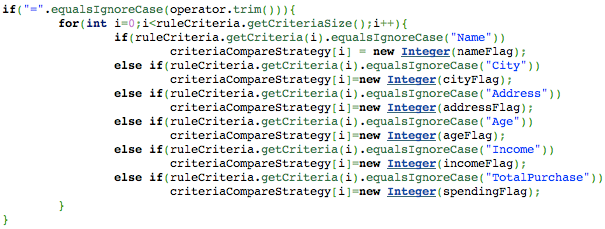 if("=".equalsIgnoreCase(operator.trim())){
for(int i=0;i<ruleCriteria.getCriteriaSize();i++){
if(ruleCriteria.getCriteria(i).equalsIgnoreCase("Name"))
criteriaCompareStrategy[i] = new Integer(nameFlag);
else if(ruleCriteria.getCriteria(i).equalsIgnoreCase("City"))
criteriaCompareStrategy[i]=new Integer(cityFlag);
else if(ruleCriteria.getCriteria(i).equalsIgnoreCase("Address"))
criteriaCompareStrategy[i]=new Integer(addressFlag);
else if(ruleCriteria.getCriteria(i).equalsIgnoreCase("Age"))
criteriaCompareStrategy[i]=new Integer(ageFlag);
else if(ruleCriteria.getCriteria(i).equalsIgnoreCase("Income"))
criteriaCompareStrategy[i]=new Integer(incomeFlag);
else if(ruleCriteria.getCriteria(i).equalsIgnoreCase("TotalPurchase"))
criteriaCompareStrategy[i]=new Integer(spendingFlag);
}
}